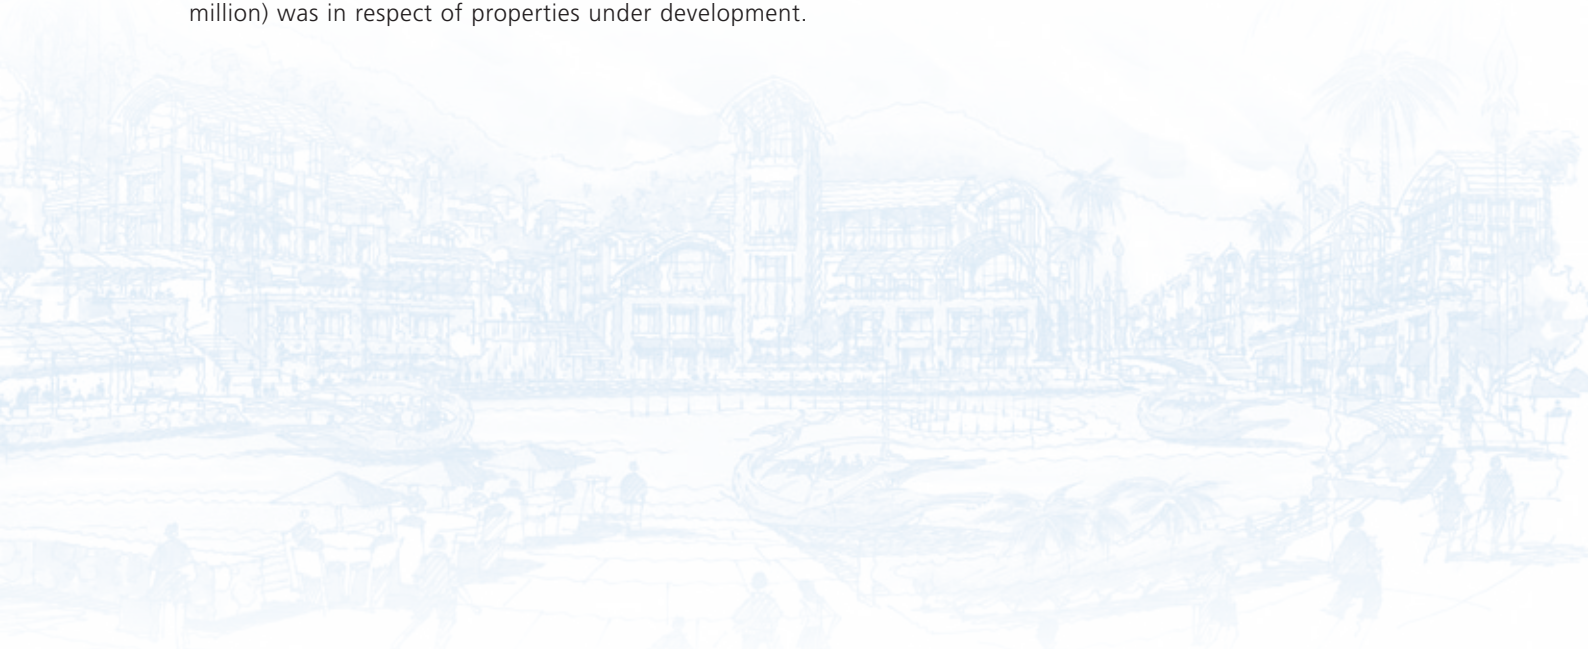 million) was in respect of properties under development.